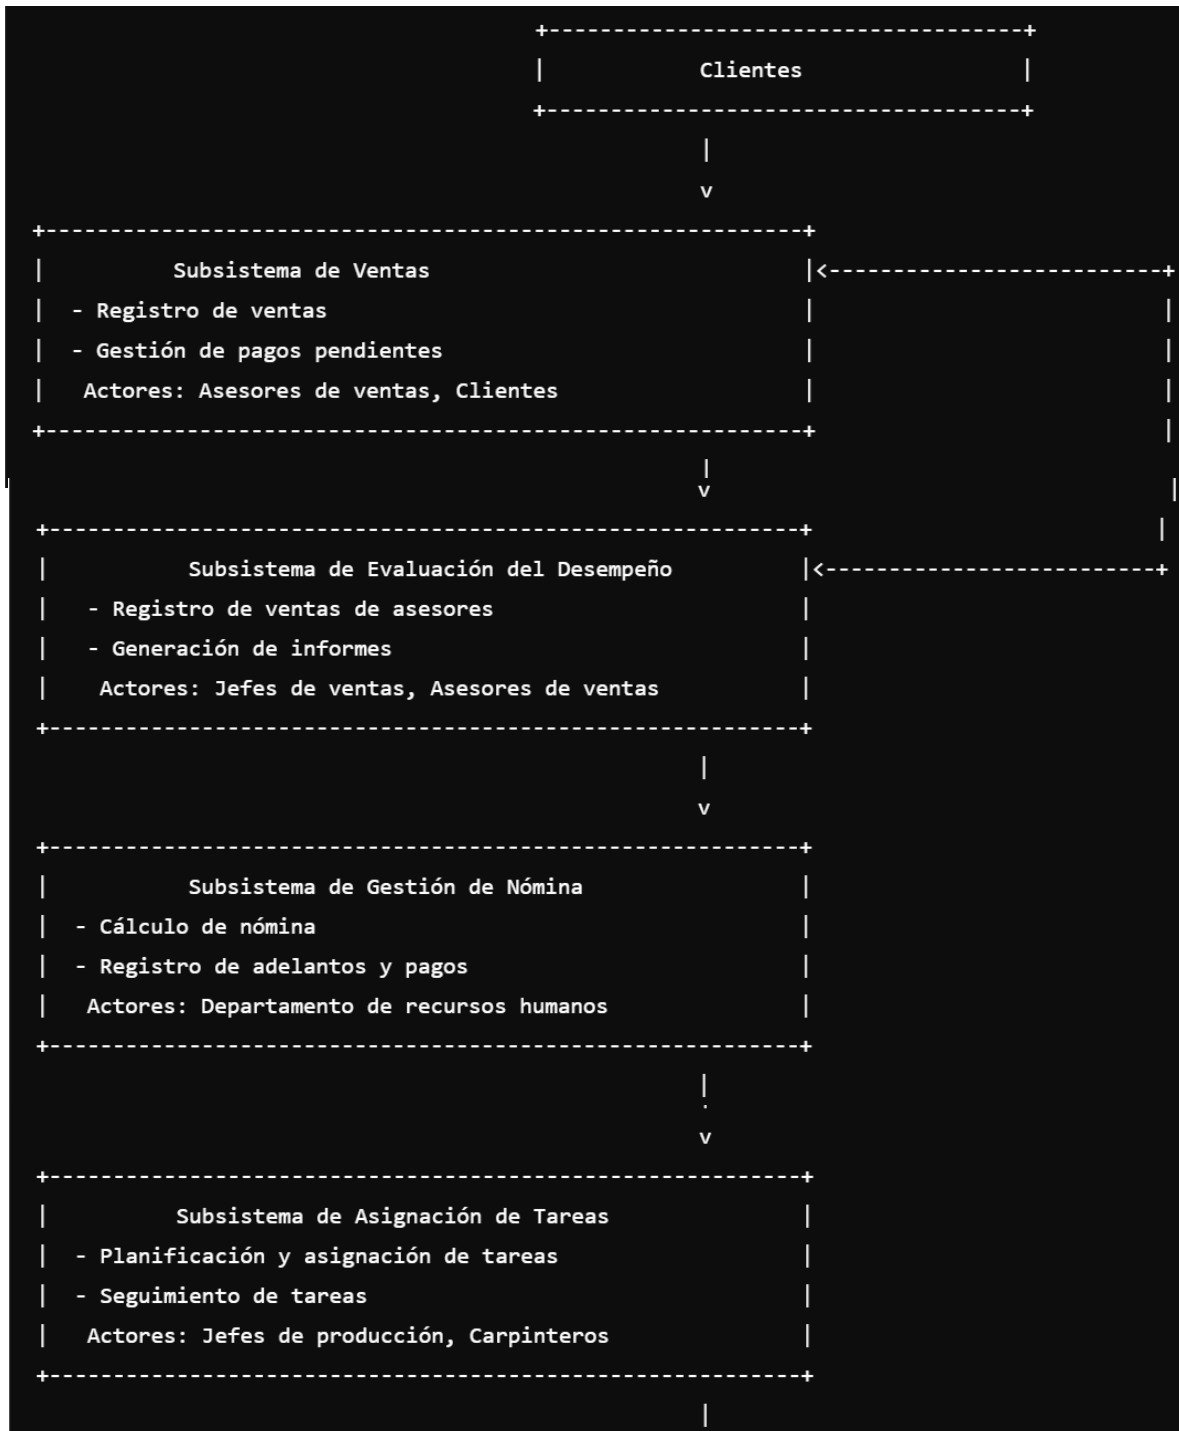 +-------------------------------------+
| Clientes |
+-------------------------------------+
|
v
+-----------------------------------------------------------+
| Subsistema de Ventas |<--------------------------+
| - Registro de ventas | |
| - Gestión de pagos pendientes | |
| Actores: Asesores de ventas, Clientes | |
+-----------------------------------------------------------+ |
|
v |
+-----------------------------------------------------------+ |
| Subsistema de Evaluación del Desempeño |<--------------------------+
| - Registro de ventas de asesores |
| - Generación de informes |
| Actores: Jefes de ventas, Asesores de ventas |
+-----------------------------------------------------------+
|
v
+-----------------------------------------------------------+
| Subsistema de Gestión de Nómina |
| - Cálculo de nómina |
| - Registro de adelantos y pagos |
| Actores: Departamento de recursos humanos |
+-----------------------------------------------------------+
|
v
+-----------------------------------------------------------+
| Subsistema de Asignación de Tareas |
| - Planificación y asignación de tareas |
| - Seguimiento de tareas |
| Actores: Jefes de producción, Carpinteros |
+-----------------------------------------------------------+
|